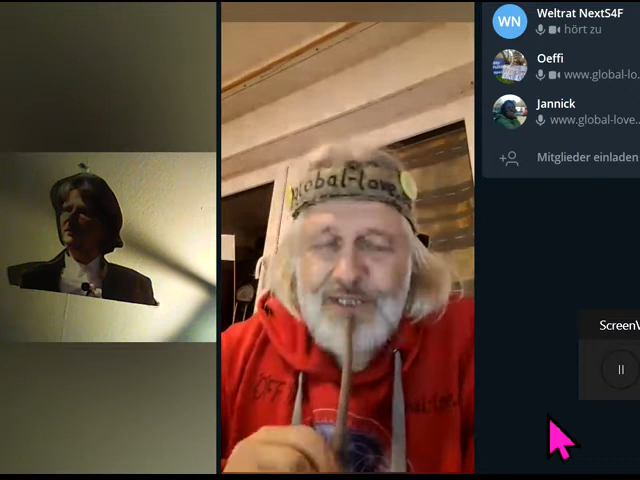 global-love
WN
Weltrat NextS4F
hört zu
Oeffi
www.global-lo.
Jannick
www.global-love..
Mitglieder einladen
ScreenV